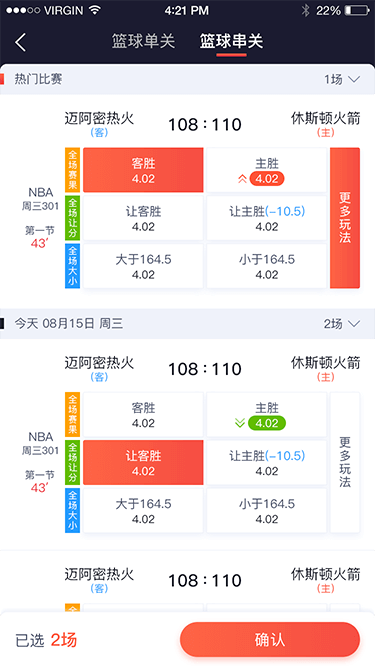 VIRGIN 4:21 PM 22%
篮球单关 篮球串关
热门比赛 1场
迈阿密热火 108 : 110 休斯顿火箭
(客) (主)
NBA
周三301
第一节
43′
全场赛果 客胜 4.02 主胜 4.02
全场让分 让客胜 4.02 让主胜(-10.5) 4.02
全场大小 大于164.5 4.02 小于164.5 4.02
更多玩法
今天 08月15日 周三 2场
迈阿密热火 108 : 110 休斯顿火箭
(客) (主)
NBA
周三301
第一节
43′
全场赛果 客胜 4.02 主胜 4.02
全场让分 让客胜 4.02 让主胜(-10.5) 4.02
全场大小 大于164.5 4.02 小于164.5 4.02
更多玩法
迈阿密热火 108 : 110 休斯顿火箭
(客) (主)
已选 2场 确认